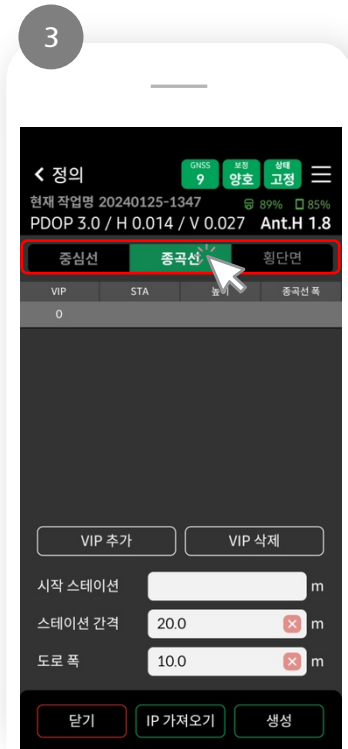 3
정의
GNSS 9 보정 양호 상태 고정
현재 작업명 20240125-1347 89% 85%
PDOP 3.0 / H 0.014 / V 0.027 Ant.H 1.8
중심선 종곡선 횡단면
VIP STA 높이 종곡선 폭
0
VIP 추가 VIP 삭제
시작 스테이션 m
스테이션 간격 20.0 m
도로 폭 10.0 m
닫기 IP 가져오기 생성